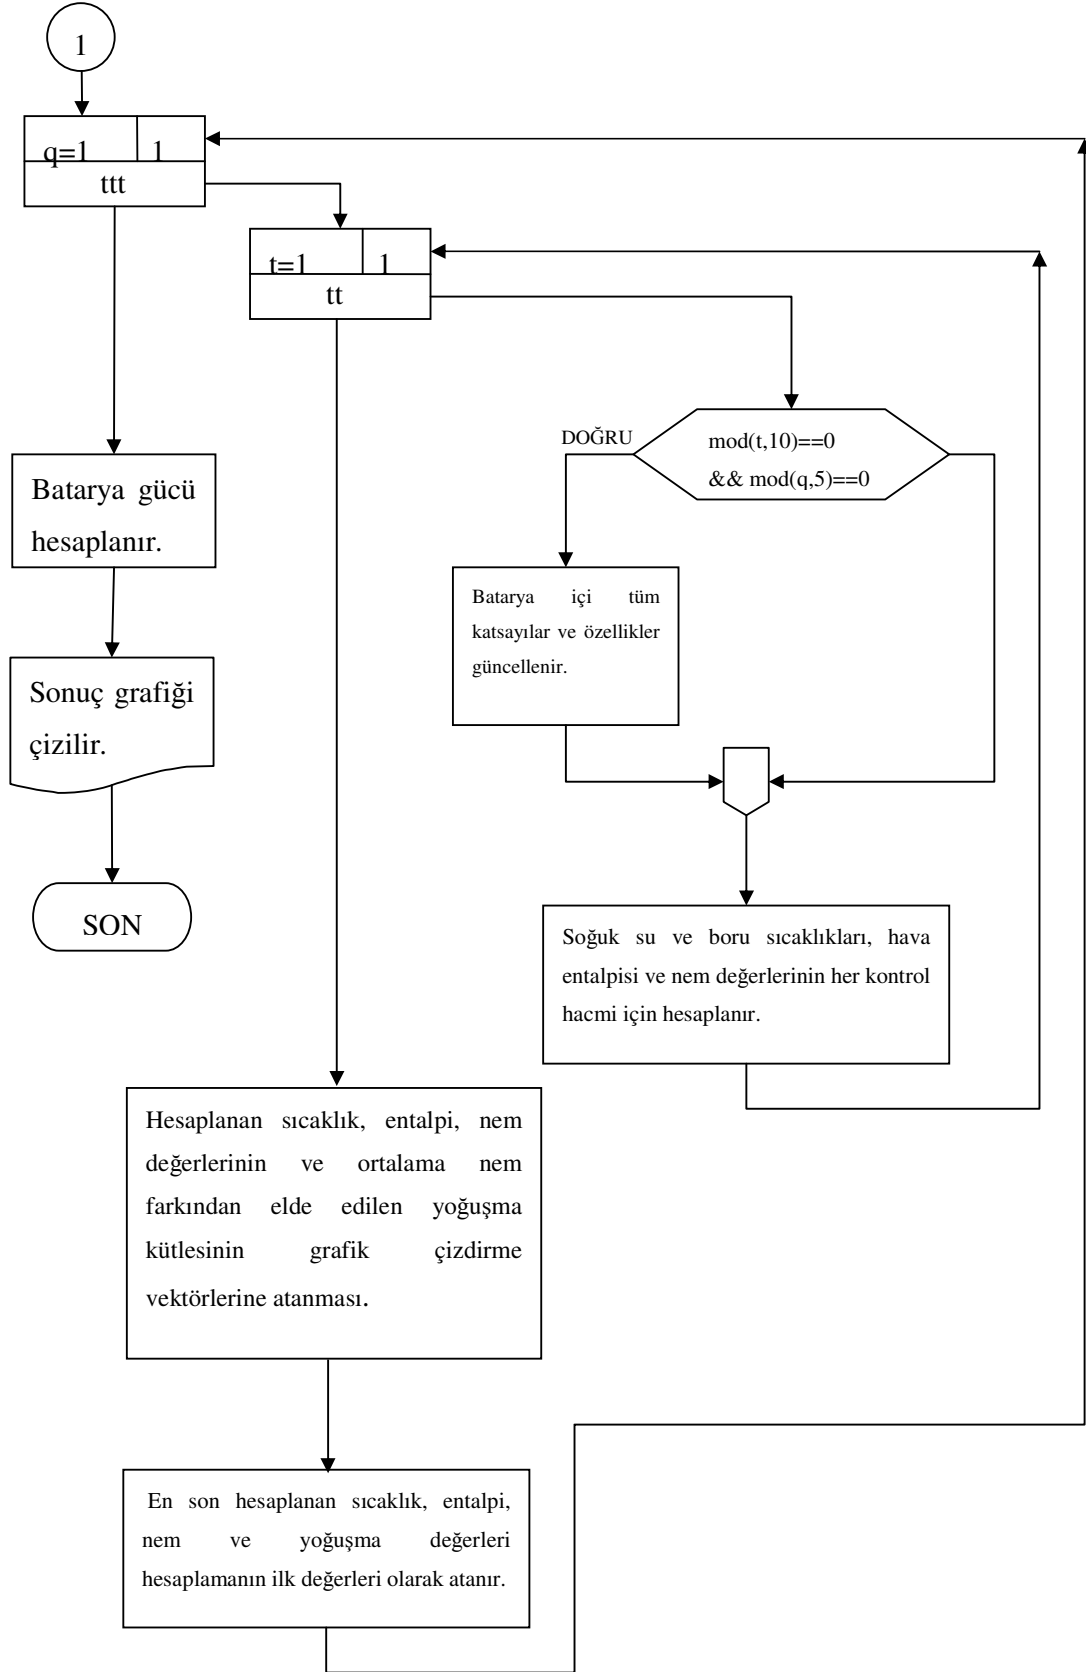 1
q=1 1
ttt
t=1 1
tt
DOĞRU
mod(t,10)==0
&& mod(q,5)==0
Batarya gücü
hesaplanır.
Batarya içi tüm
katsayılar ve özellikler
güncellenir.
Sonuç grafiği
çizilir.
SON
Soğuk su ve boru sıcaklıkları, hava
entalpisi ve nem değerlerinin her kontrol
hacmi için hesaplanır.
Hesaplanan sıcaklık, entalpi, nem
değerlerinin ve ortalama nem
farkından elde edilen yoğuşma
kütlesinin grafik çizdirme
vektörlerine atanması.
En son hesaplanan sıcaklık, entalpi,
nem ve yoğuşma değerleri
hesaplamanın ilk değerleri olarak atanır.